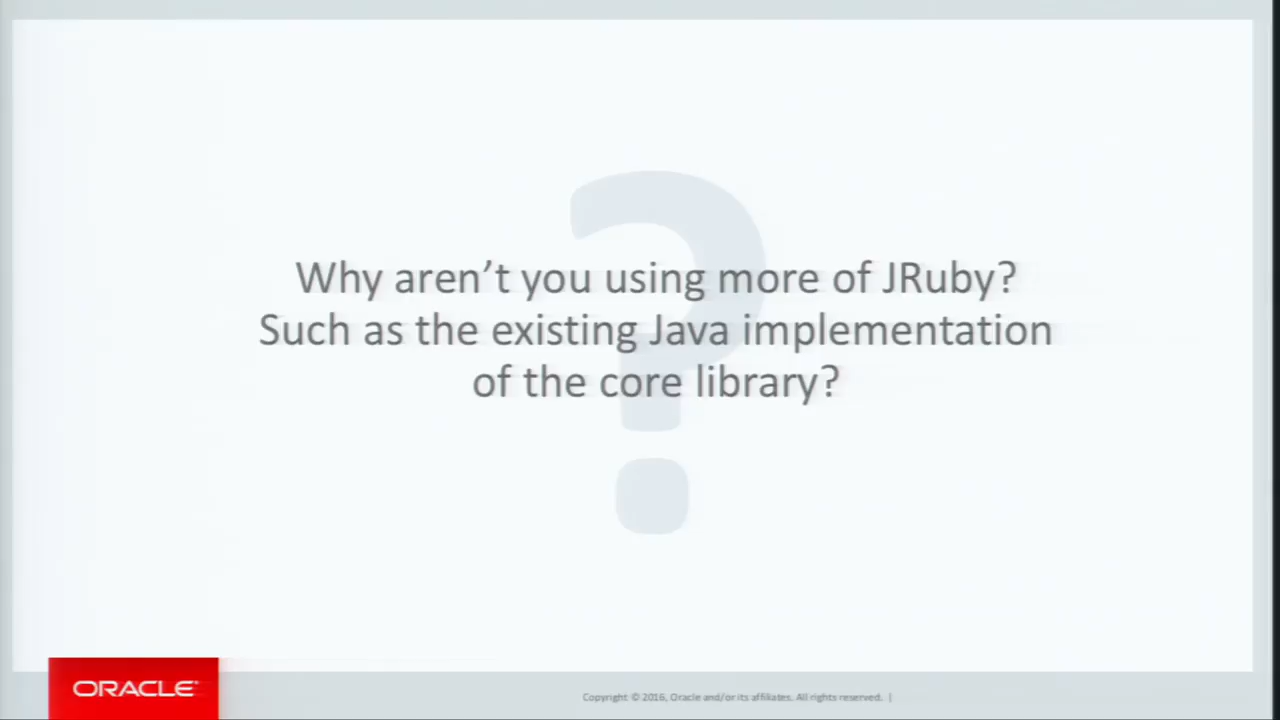 Why aren’t you using more of JRuby?
Such as the existing Java implementation
of the core library?
ORACLE
Copyright © 2016, Oracle and/or its affiliates. All rights reserved. |